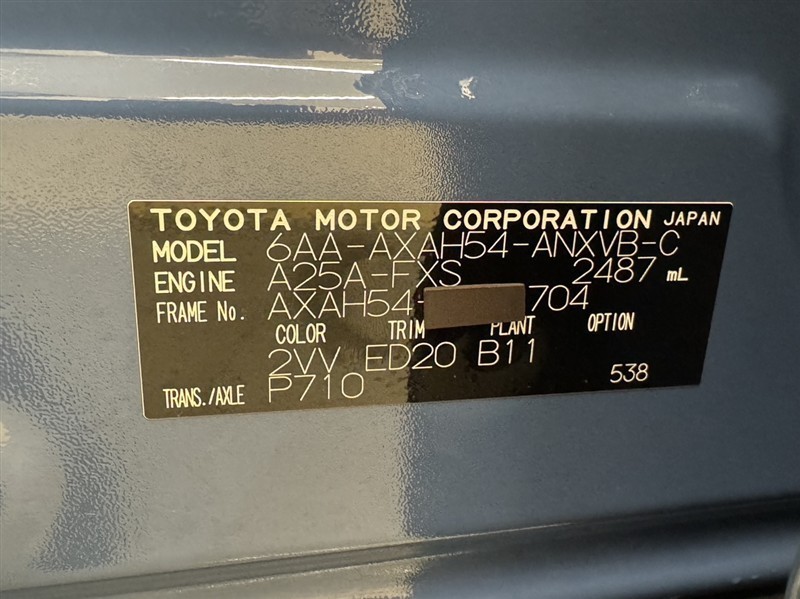 TOYOTA MOTOR CORPORATION JAPAN
MODEL 6AA-AXAH54-ANXVB-C
ENGINE A25A-FXS 2487 mL
FRAME No. AXAH54- 704
COLOR TRIM PLANT OPTION
2VV ED20 B11
TRANS./AXLE P710 538